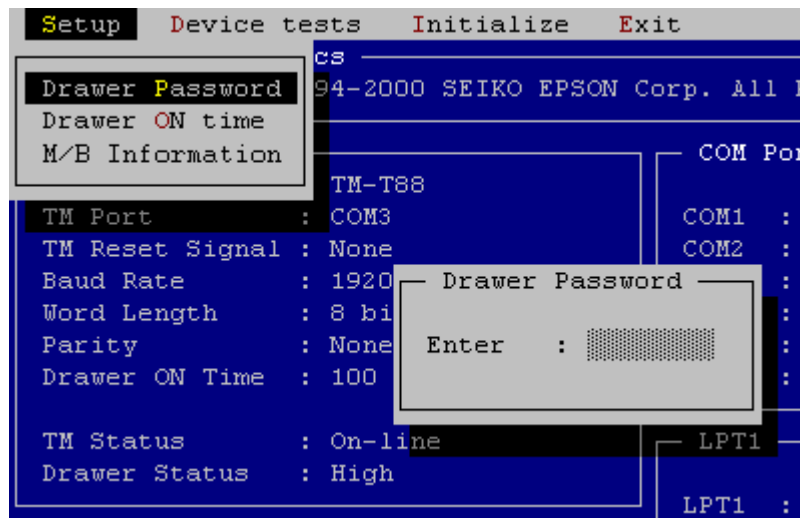 Setup Device tests Initialize Exit
cs
Drawer Password
94-2000 SEIKO EPSON Corp. All
Drawer ON time
M/B Information
COM Por
TM-T88
TM Port : COM3
COM1 :
TM Reset Signal : None
COM2 :
Baud Rate : 1920
:
Word Length : 8 bi
:
Parity : None
:
Drawer ON Time : 100
:
Drawer Password
Enter :
TM Status : On-line
LPT1
Drawer Status : High
LPT1 :